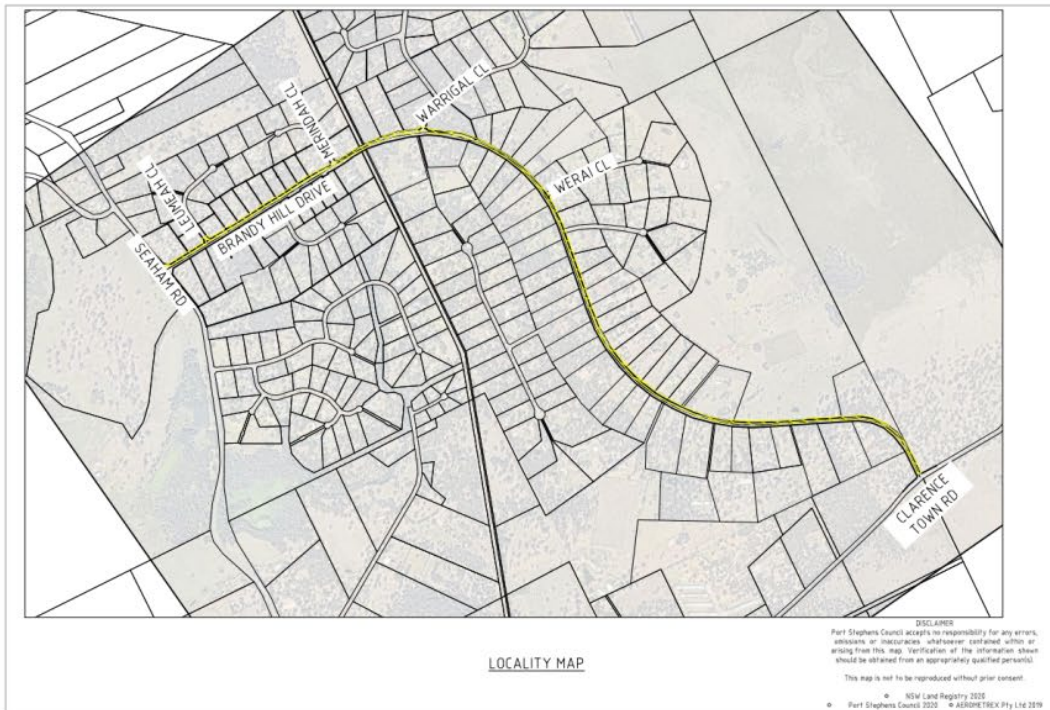 WARRIGAL CL
MERINDAH CL
LEUMEAH CL
WERAI CL
BRANDY HILL DRIVE
SEAHAM RD
CLARENCE
TOWN RD
LOCALITY MAP
DISCLAIMER
Port Stephens Council accepts no responsibility for any errors,
omissions or inaccuracies whatsoever contained within or
arising from this map. Verification of the information shown
should be obtained from an appropriately qualified person(s)
This map is not to be reproduced without prior consent.
© NSW Land Registry 2020
© Port Stephens Council 2020 © AEROMETREX Pty Ltd 2019